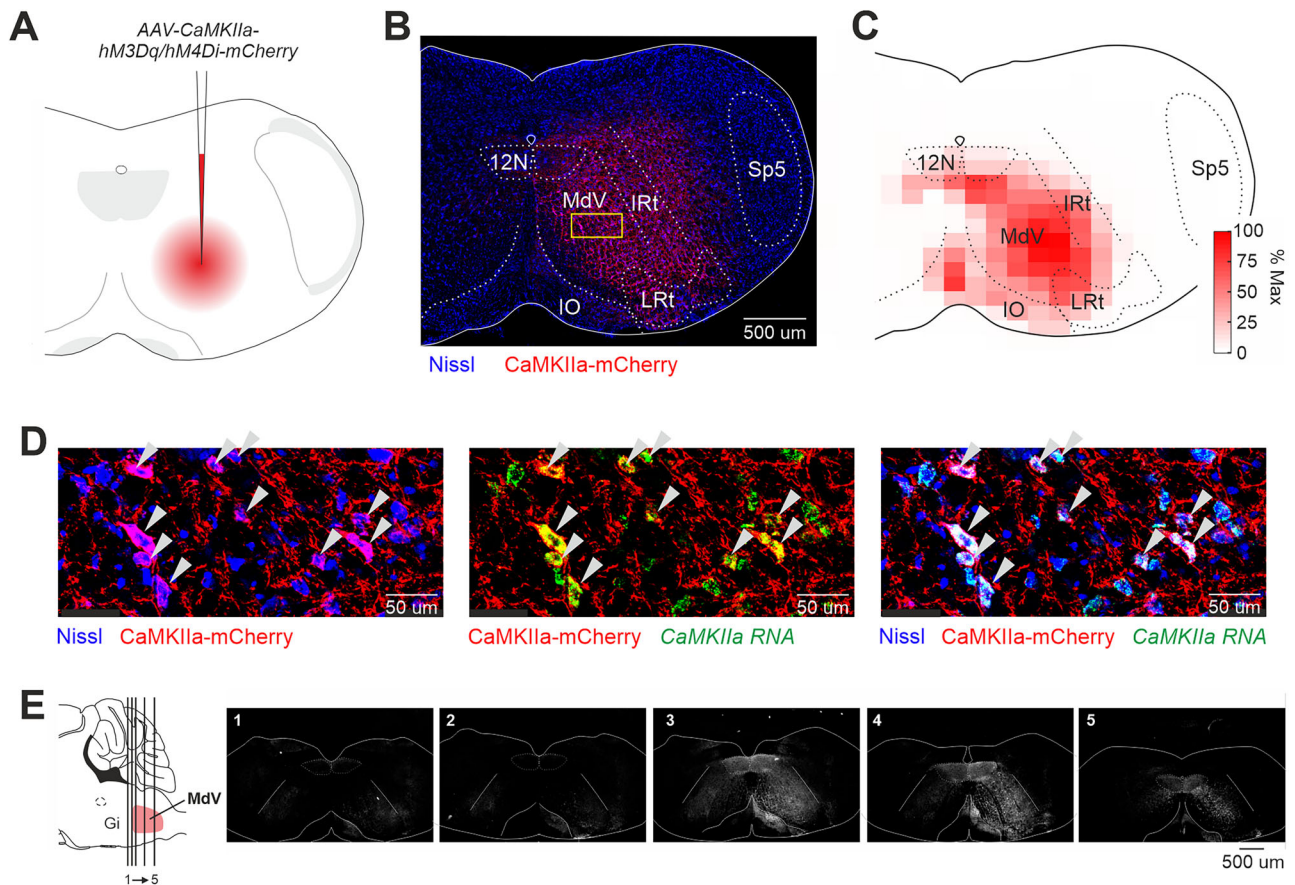 A
AAV-CaMKIIa-
hM3Dq/hM4Di-mCherry
B
12N
MdV
IRt
Sp5
IO
LRt
500 um
Nissl CaMKIIa-mCherry
C
12N
IRt
MdV
Sp5
IO
LRt
100
75
50
25
0
% Max
D
50 um
50 um
50 um
Nissl CaMKIIa-mCherry
CaMKIIa-mCherry CaMKIIa RNA
Nissl CaMKIIa-mCherry CaMKIIa RNA
E
MdV
Gi
1→5
1
2
3
4
5
500 um